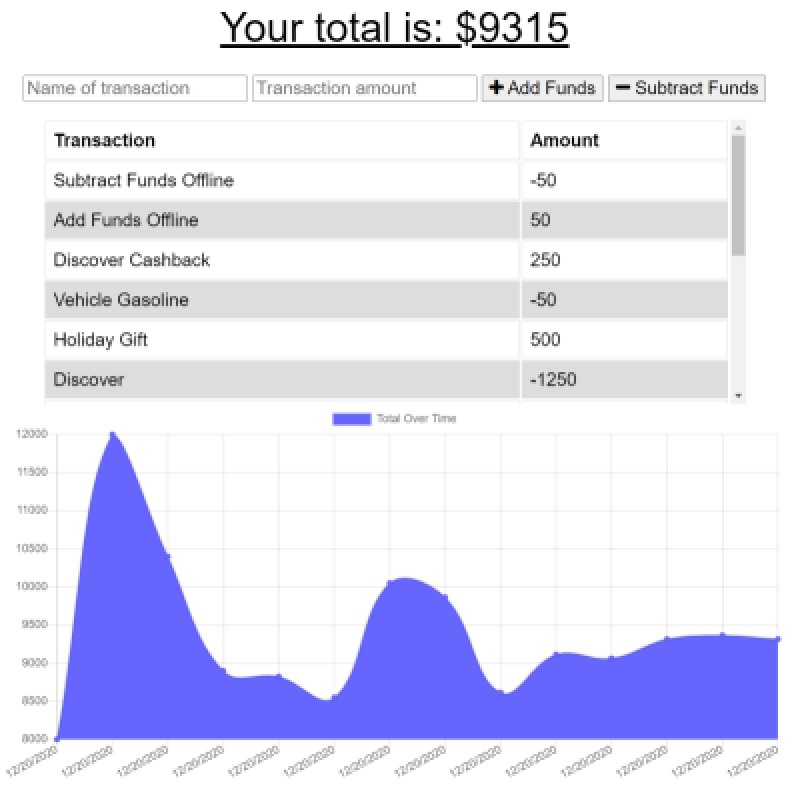 Your total is: $9315
Name of transaction Transaction amount + Add Funds − Subtract Funds
Transaction Amount
Subtract Funds Offline -50
Add Funds Offline 50
Discover Cashback 250
Vehicle Gasoline -50
Holiday Gift 500
Discover -1250
Total Over Time
12000
11500
11000
10500
10000
9500
9000
8500
8000
12/20/2020 12/20/2020 12/20/2020 12/20/2020 12/20/2020 12/20/2020 12/20/2020 12/20/2020 12/20/2020 12/20/2020 12/20/2020 12/20/2020 12/20/2020 12/20/2020